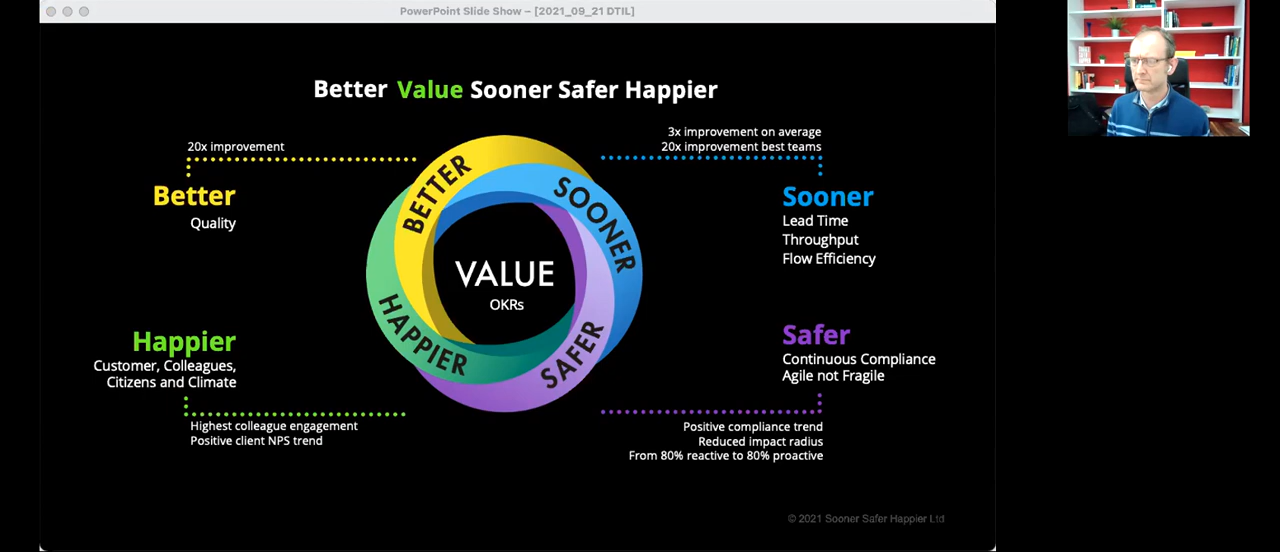 PowerPoint Slide Show – [2021_09_21 DTIL]
Better Value Sooner Safer Happier
20x improvement
3x improvement on average
20x improvement best teams
Better
Quality
Sooner
Lead Time
Throughput
Flow Efficiency
BETTER
SOONER
VALUE
OKRs
HAPPIER
SAFER
Happier
Customer, Colleagues,
Citizens and Climate
Safer
Continuous Compliance
Agile not Fragile
Highest colleague engagement
Positive client NPS trend
Positive compliance trend
Reduced impact radius
From 80% reactive to 80% proactive
© 2021 Sooner Safer Happier Ltd